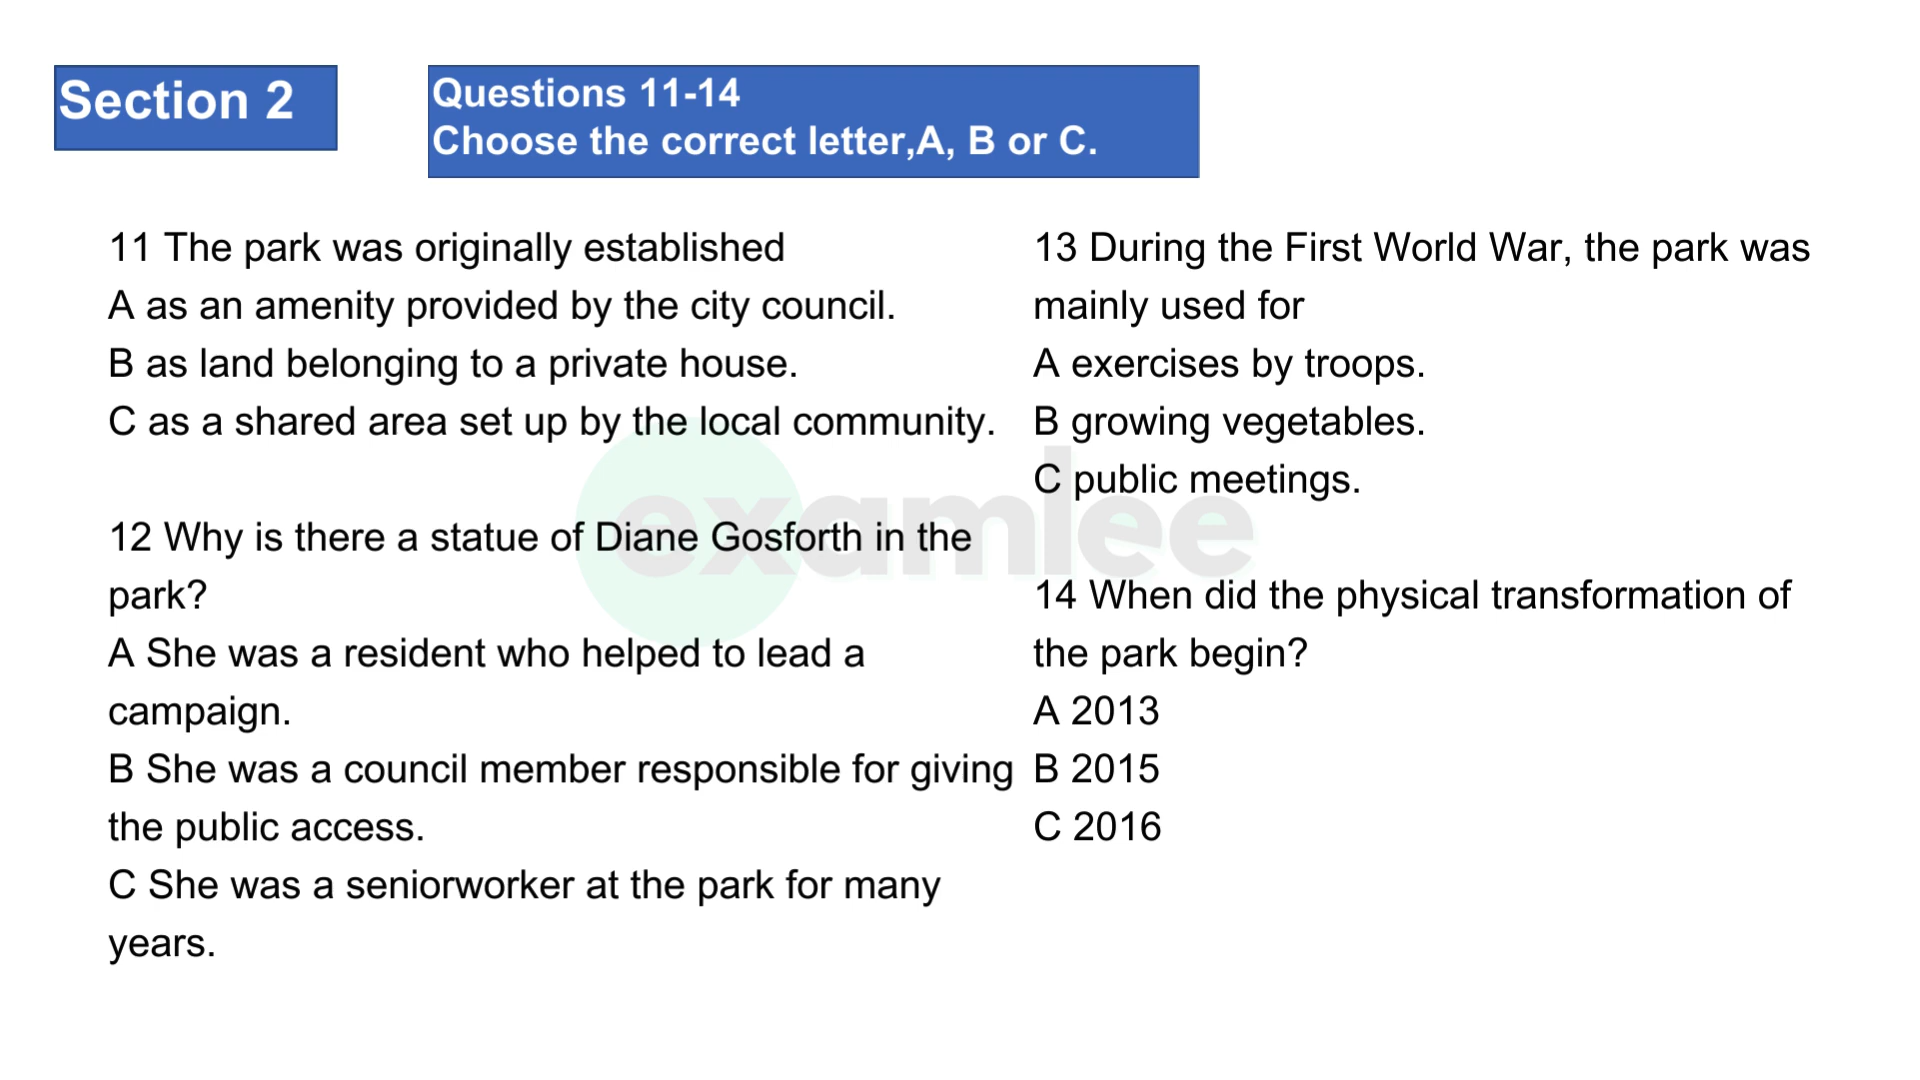 Section 2
Questions 11-14
Choose the correct letter,A, B or C.
11 The park was originally established
A as an amenity provided by the city council.
B as land belonging to a private house.
C as a shared area set up by the local community.
12 Why is there a statue of Diane Gosforth in the
park?
A She was a resident who helped to lead a
campaign.
B She was a council member responsible for giving
the public access.
C She was a seniorworker at the park for many
years.
13 During the First World War, the park was
mainly used for
A exercises by troops.
B growing vegetables.
C public meetings.
14 When did the physical transformation of
the park begin?
A 2013
B 2015
C 2016
examlee